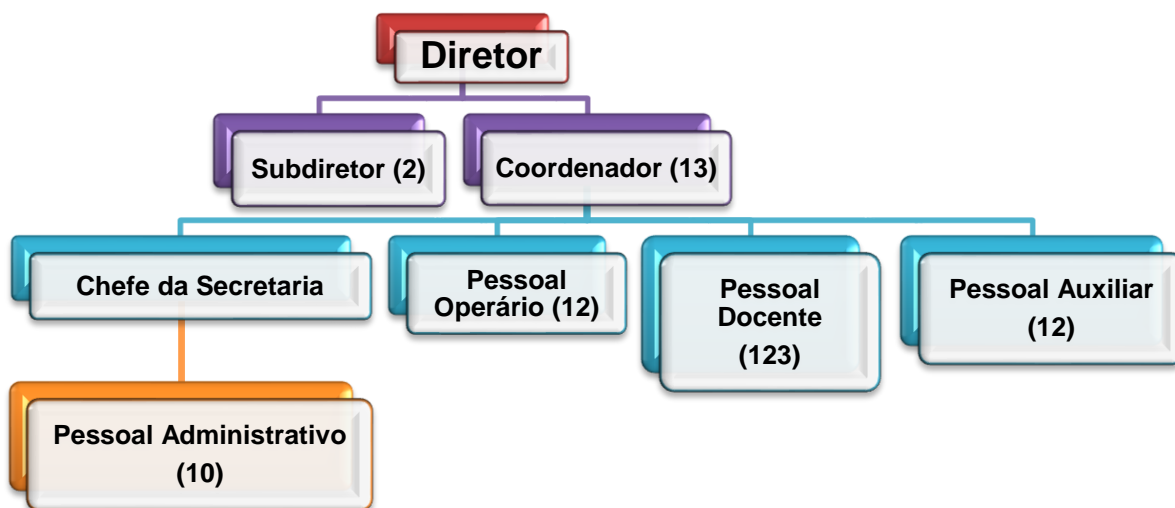 Diretor
Subdiretor (2)
Coordenador (13)
Chefe da Secretaria
Pessoal
Operário (12)
Pessoal
Docente
(123)
Pessoal Auxiliar
(12)
Pessoal Administrativo
(10)